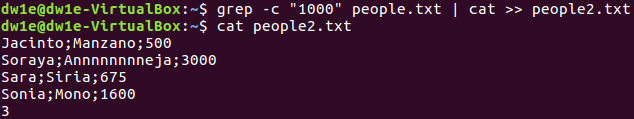 dw1e@dw1e-VirtualBox:~$ grep -c "1000" people.txt | cat >> people2.txt
dw1e@dw1e-VirtualBox:~$ cat people2.txt
Jacinto;Manzano;500
Soraya;Annnnnnnneja;3000
Sara;Siria;675
Sonia;Mono;1600
3